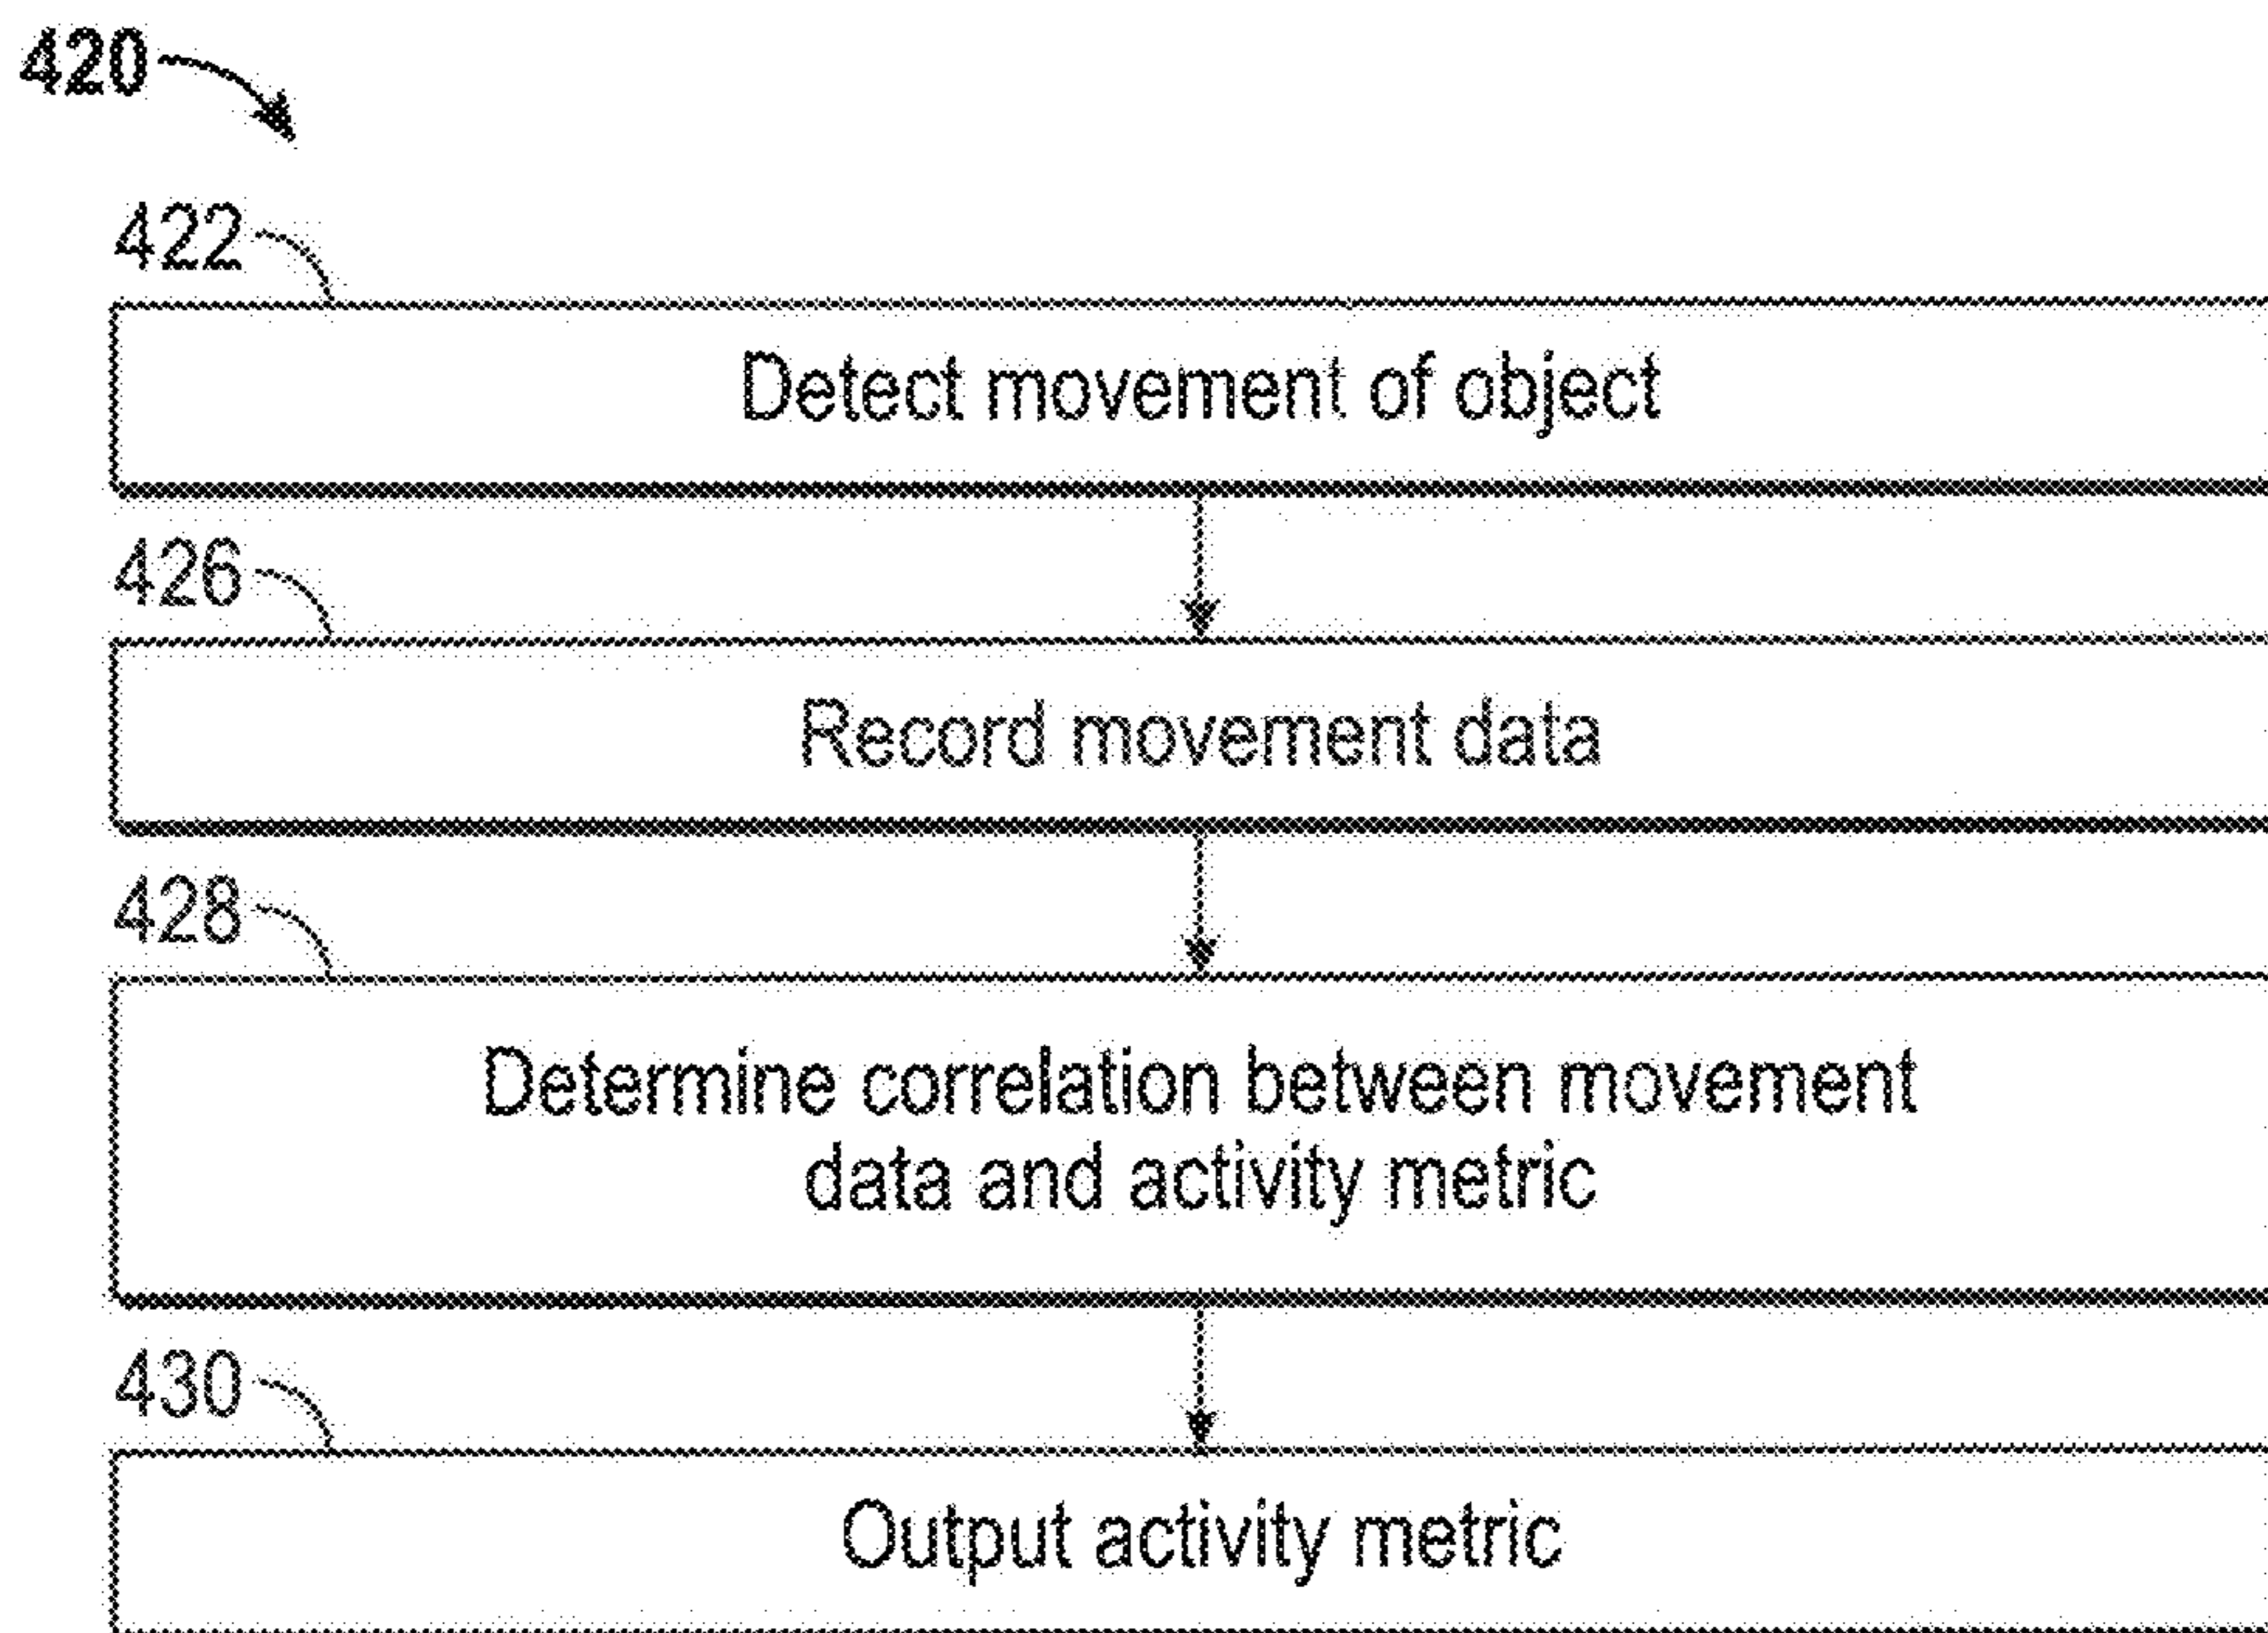 420
422
Detect movement of object
426
Record movement data
428
Determine correlation between movement
data and activity metric
430
Output activity metric